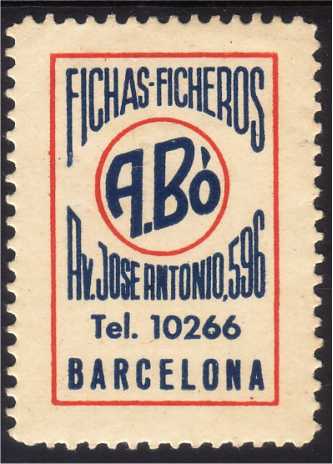 FICHAS-FICHEROS
A.Bó
AV. JOSE ANTONIO, 596
Tel. 10266
BARCELONA